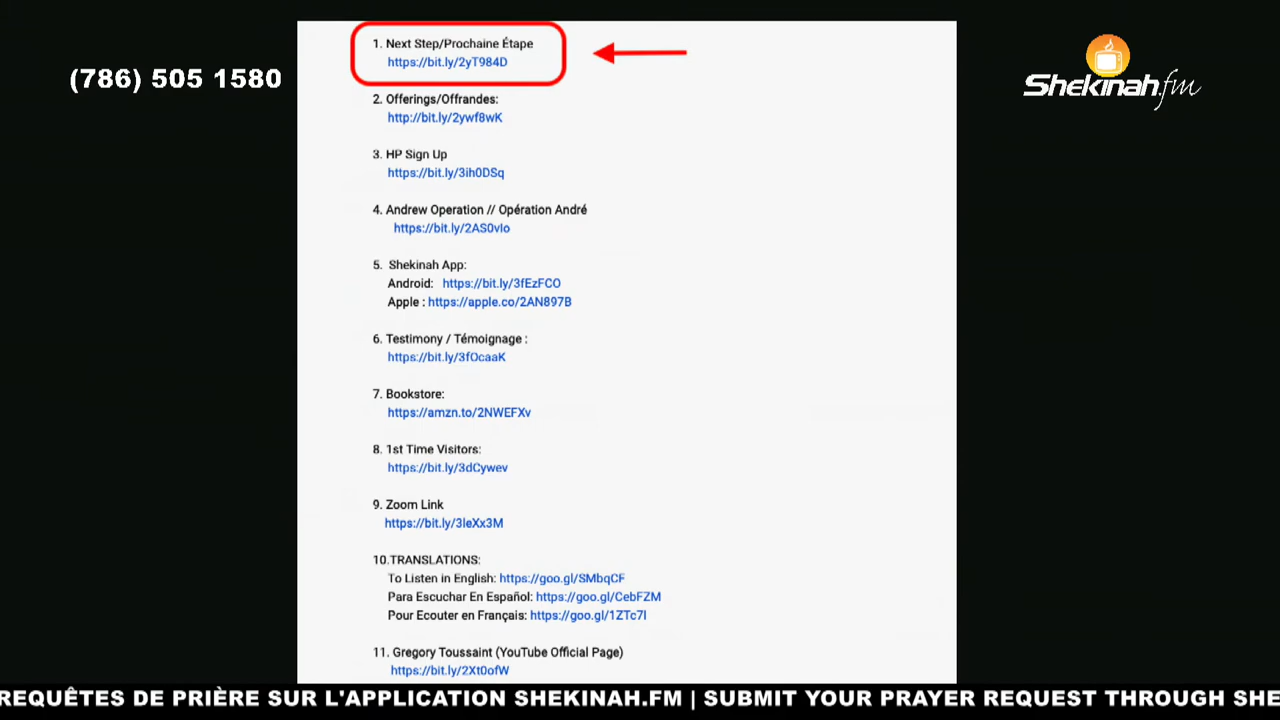 (786) 505 1580
Shekinah.fm
1. Next Step/Prochaine Étape
https://bit.ly/2yT984D
2. Offerings/Offrandes:
http://bit.ly/2ywf8wK
3. HP Sign Up
https://bit.ly/3ih0DSq
4. Andrew Operation // Opération André
https://bit.ly/2AS0vIo
5. Shekinah App:
Android: https://bit.ly/3fEzFCO
Apple : https://apple.co/2AN897B
6. Testimony / Témoignage :
https://bit.ly/3fOcaaK
7. Bookstore:
https://amzn.to/2NWEFXv
8. 1st Time Visitors:
https://bit.ly/3dCywev
9. Zoom Link
https://bit.ly/3leXx3M
10.TRANSLATIONS:
To Listen in English: https://goo.gl/SMbqCF
Para Escuchar En Español: https://goo.gl/CebFZM
Pour Ecouter en Français: https://goo.gl/1ZTc7l
11. Gregory Toussaint (YouTube Official Page)
https://bit.ly/2Xt0ofW
REQUÊTES DE PRIÈRE SUR L'APPLICATION SHEKINAH.FM | SUBMIT YOUR PRAYER REQUEST THROUGH SHE